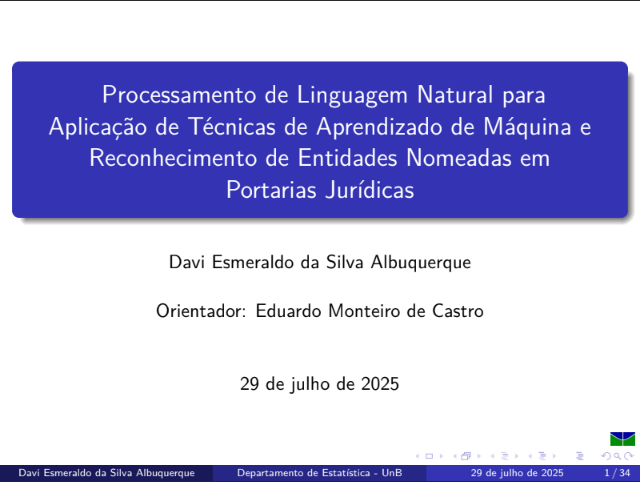 Processamento de Linguagem Natural para
Aplicação de Técnicas de Aprendizado de Máquina e
Reconhecimento de Entidades Nomeadas em
Portarias Jurídicas
Davi Esmeraldo da Silva Albuquerque
Orientador: Eduardo Monteiro de Castro
29 de julho de 2025
Davi Esmeraldo da Silva Albuquerque Departamento de Estatística - UnB 29 de julho de 2025 1 / 34